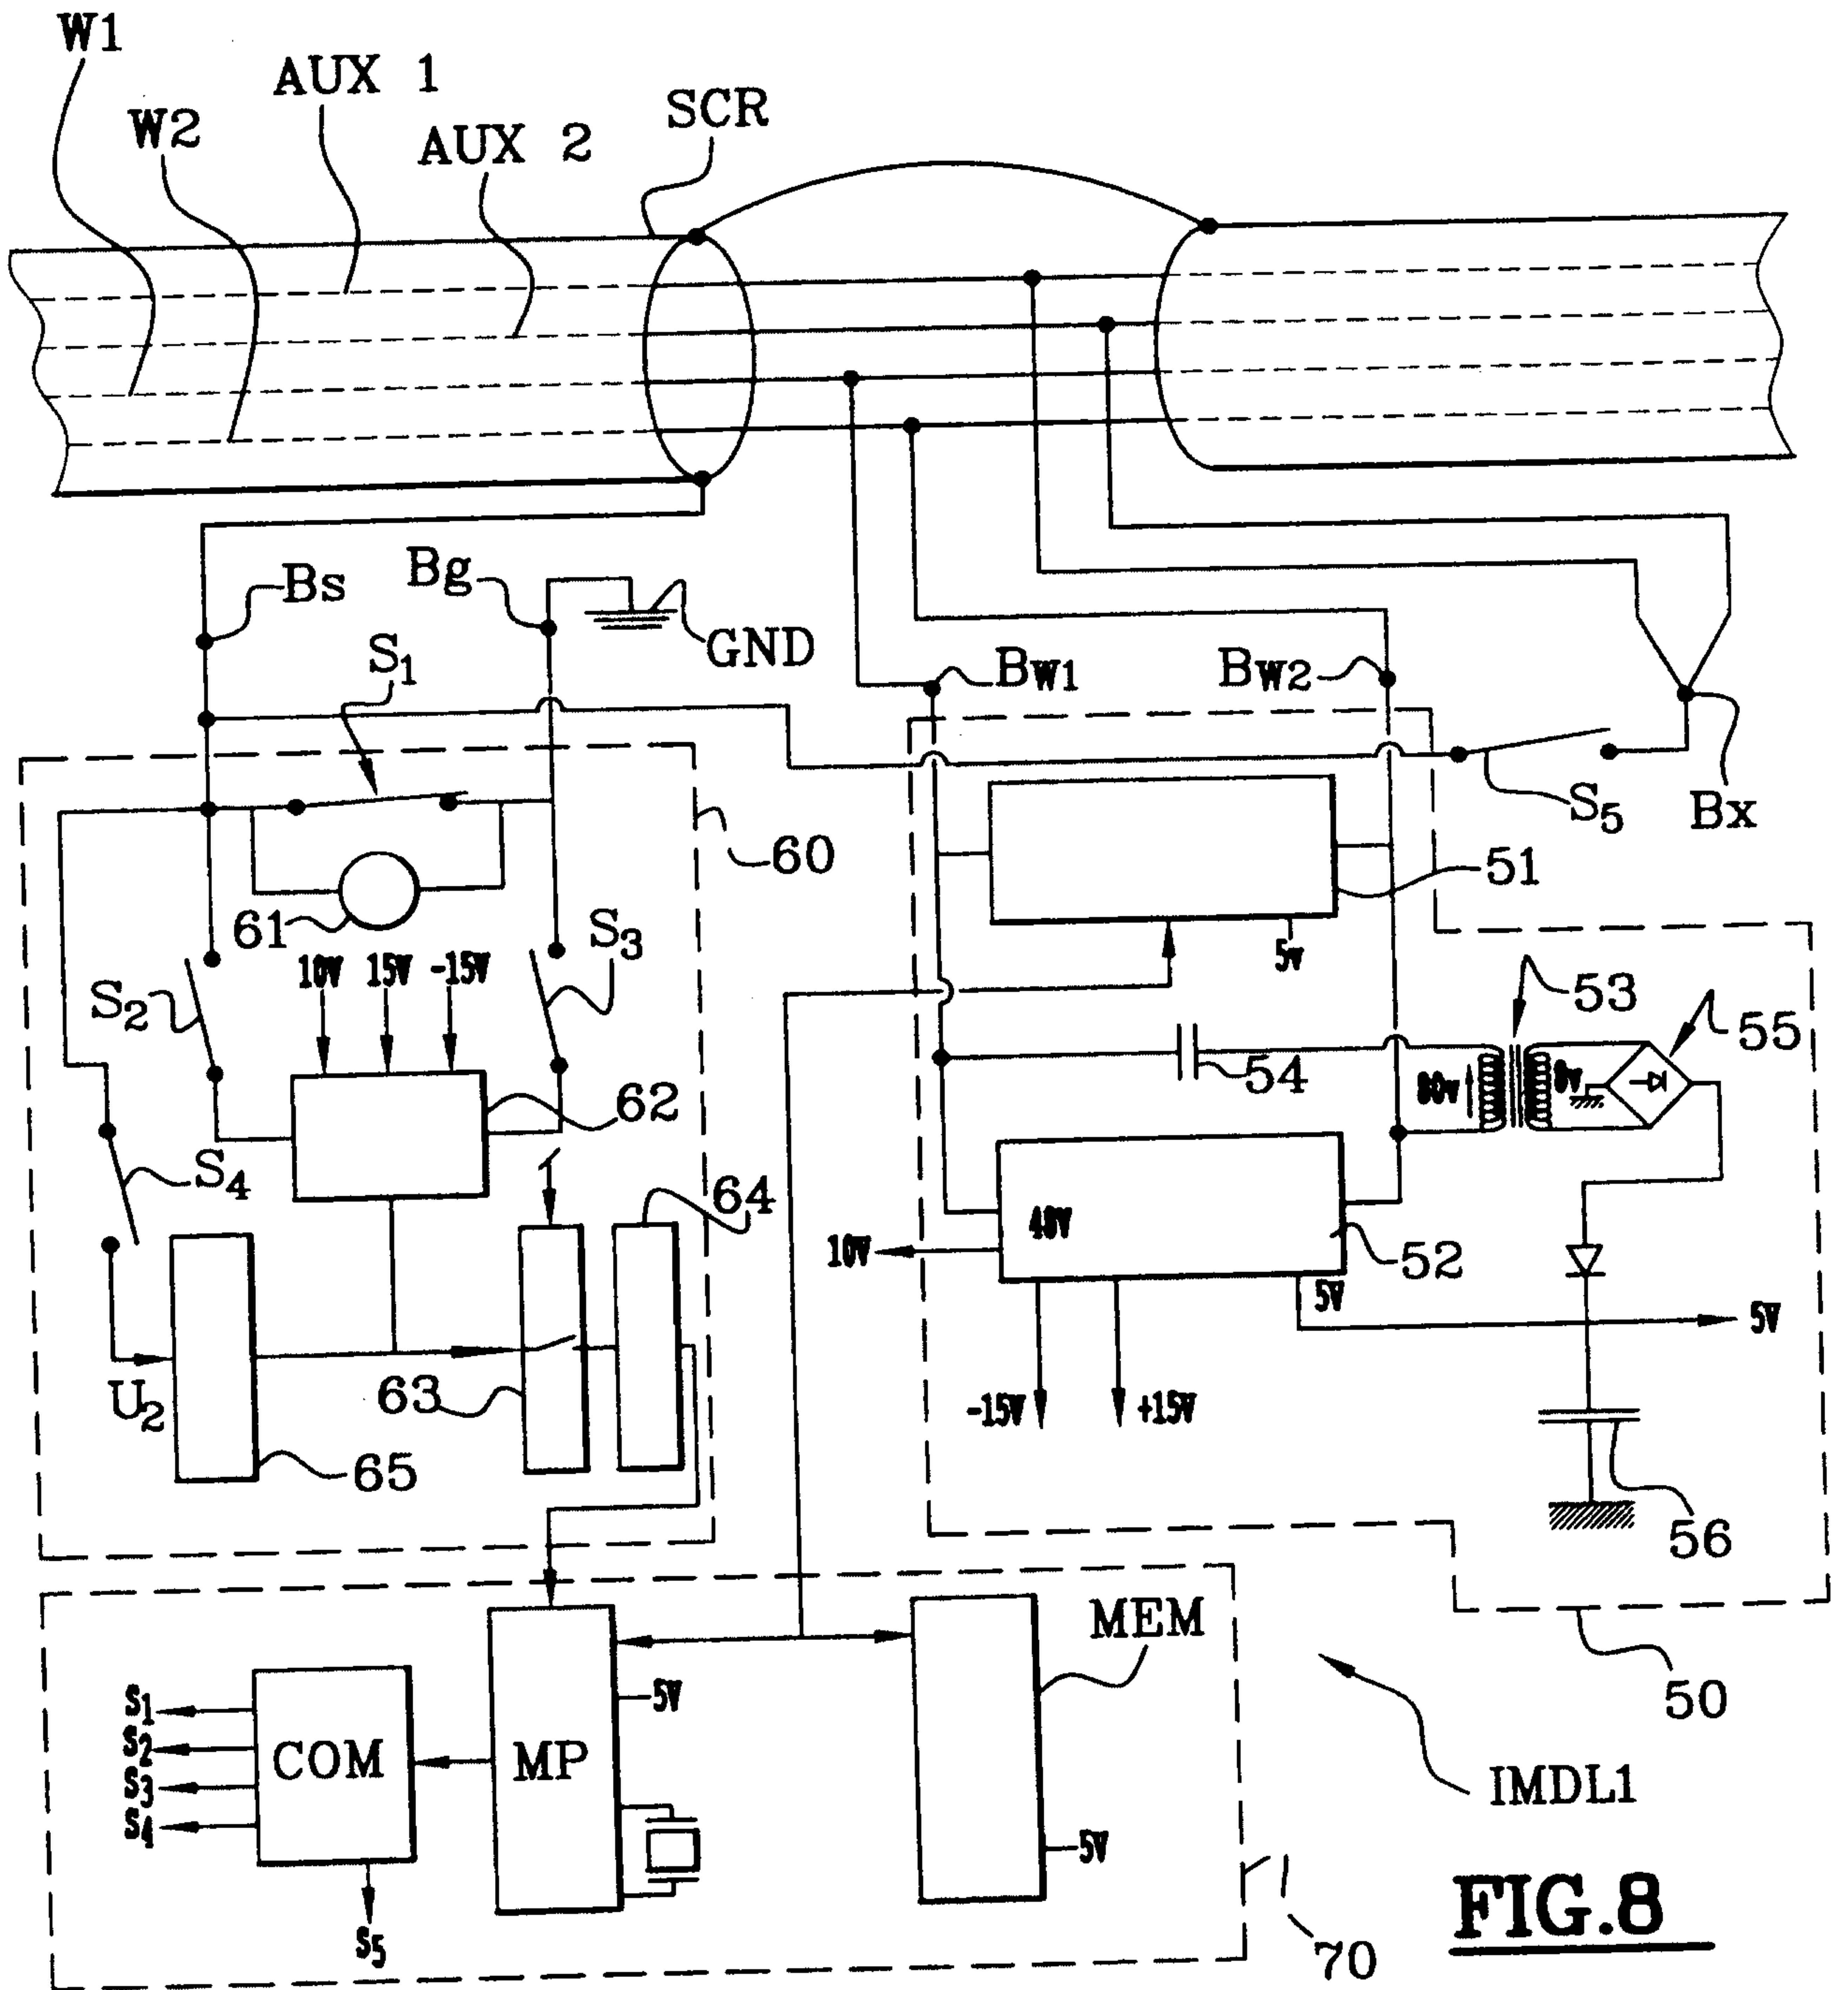 W1
AUX 1
SCR
W2
AUX 2
Bs
Bg
GND
S1
BW1
BW2
60
S5
Bx
51
61
S3
5v
10V 15V -15V
S2
53
55
54
80v
62
S4
64
48V
10V
52
5V
5V
U2
63
-15V
+15V
65
56
MEM
50
S1
S2
S3
S4
COM
MP
5V
5V
IMDL1
S5
70
FIG.8